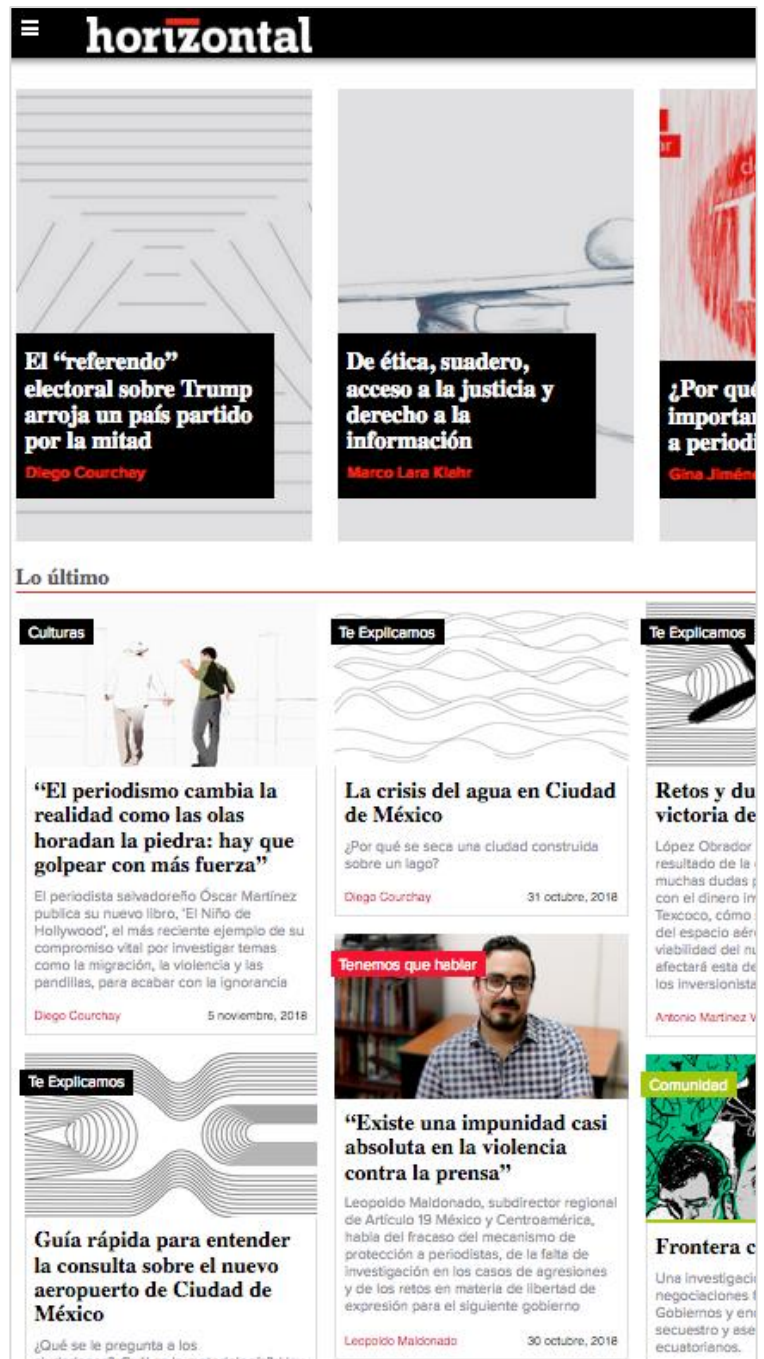 horizontal
El “referendo”
electoral sobre Trump
arroja un país partido
por la mitad
Diego Courchay
De ética, suadero,
acceso a la justicia y
derecho a la
información
Marco Lara Klahr
¿Por qué
a
Gina
Lo último
Culturas
“El periodismo cambia la
realidad como las olas
horadan la piedra: hay que
golpear con más fuerza”
El periodista salvadoreño Óscar Martínez
publica su nuevo libro, 'El Niño de
Hollywood', el más reciente ejemplo de su
compromiso vital por investigar temas
como la migración, la violencia y las
pandillas, para acabar con la ignorancia
Diego Courchay
5 noviembre, 2018
Te Explicamos
Guía rápida para entender
la consulta sobre el nuevo
aeropuerto de Ciudad de
México
¿Qué se le pregunta a los
Te Explicamos
La crisis del agua en Ciudad
de México
¿Por qué se seca una ciudad construida
sobre un lago?
Diego Courchay
31 octubre, 2018
Tenemos que hablar
“Existe una impunidad casi
absoluta en la violencia
contra la prensa”
Leopoldo Maldonado, subdirector regional
de Artículo 19 México y Centroamérica,
habla del fracaso del mecanismo de
protección a periodistas, de la falta de
investigación en los casos de agresiones
y de los retos en materia de libertad de
expresión para el siguiente gobierno
Leopoldo Maldonado
30 octubre, 2018
Te Explicamos
Retos y du
victoria de
López Obrador
resultado de la
muchas dudas
con el dinero
Texcoco, cómo
del espacio
viabilidad del
afectará esta de
los inversionista
Antonio Martínez V
Comunidad
Frontera c
Una
negociaciones
Gobiernos y
secuestro y
ecuatorianos.